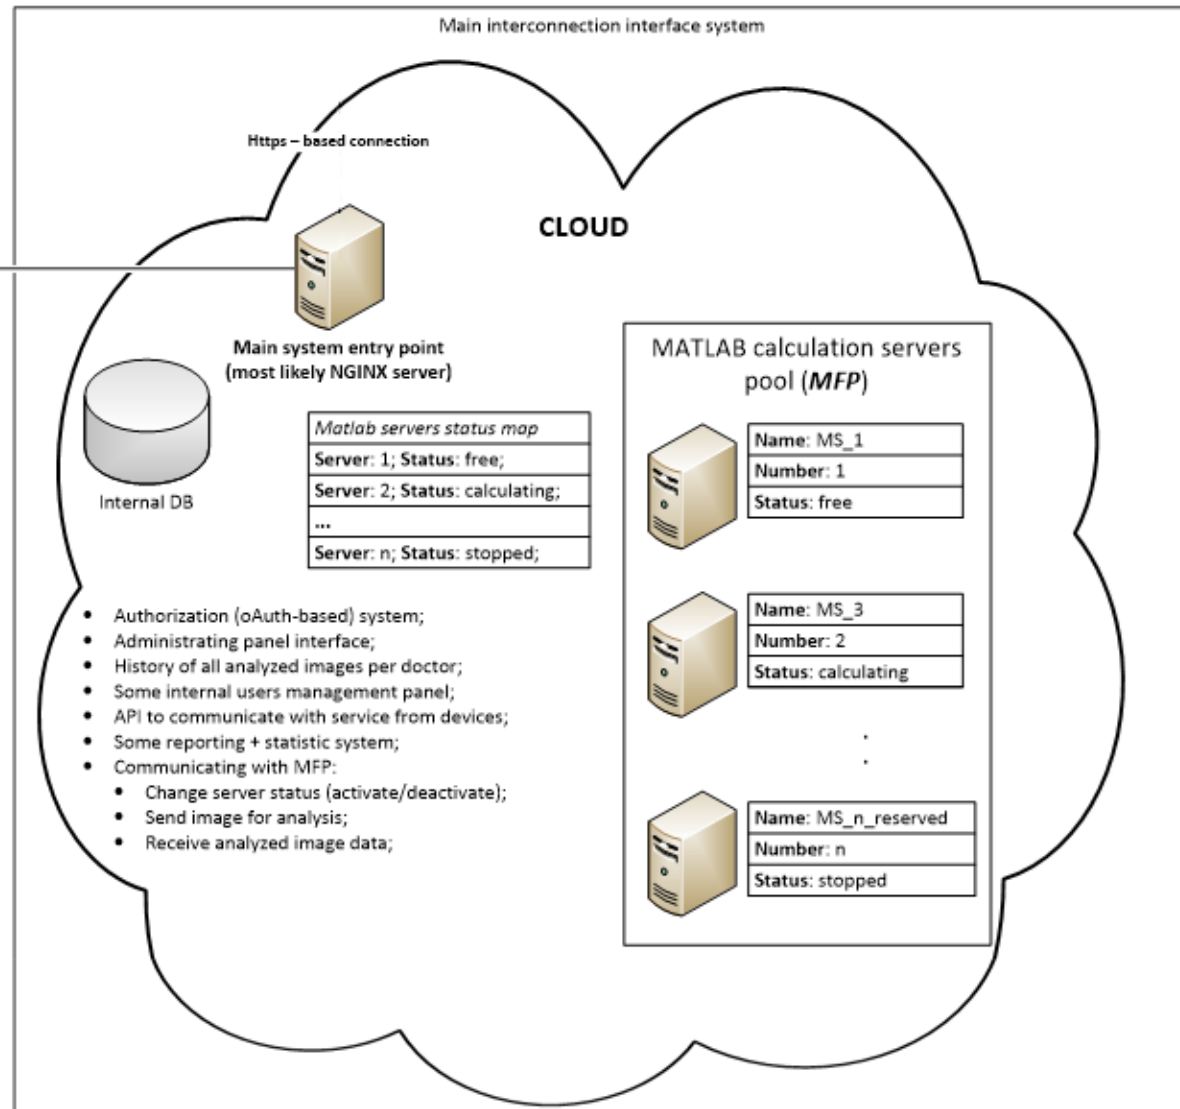 Main interconnection interface system
Https – based connection
CLOUD
Main system entry point
(most likely NGINX server)
Internal DB
Matlab servers status map
Server: 1; Status: free;
Server: 2; Status: calculating;
...
Server: n; Status: stopped;
Authorization (oAuth-based) system;
Administrating panel interface;
History of all analyzed images per doctor;
Some internal users management panel;
API to communicate with service from devices;
Some reporting + statistic system;
Communicating with MFP:
Change server status (activate/deactivate);
Send image for analysis;
Receive analyzed image data;
MATLAB calculation servers
pool (MFP)
Name: MS_1
Number: 1
Status: free
Name: MS_3
Number: 2
Status: calculating
Name: MS_n_reserved
Number: n
Status: stopped